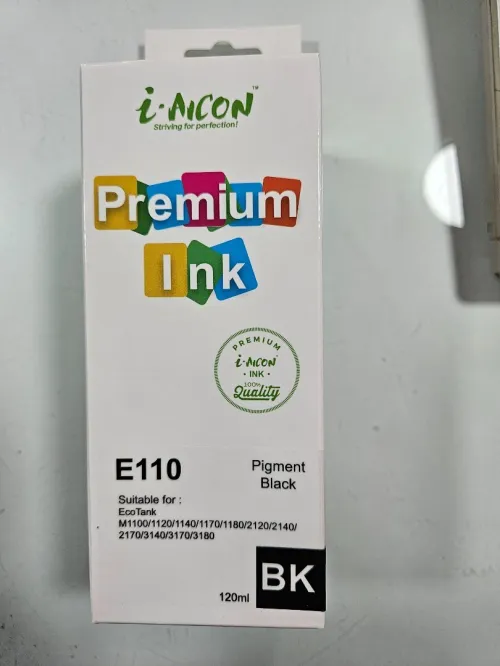 i-AICON™
Striving for perfection!
Premium
Ink
PREMIUM
i-AICON
• INK •
100%
Quality
E110
Pigment
Black
Suitable for :
EcoTank
M1100/1120/1140/1170/1180/2120/2140/
2170/3140/3170/3180
120ml
BK